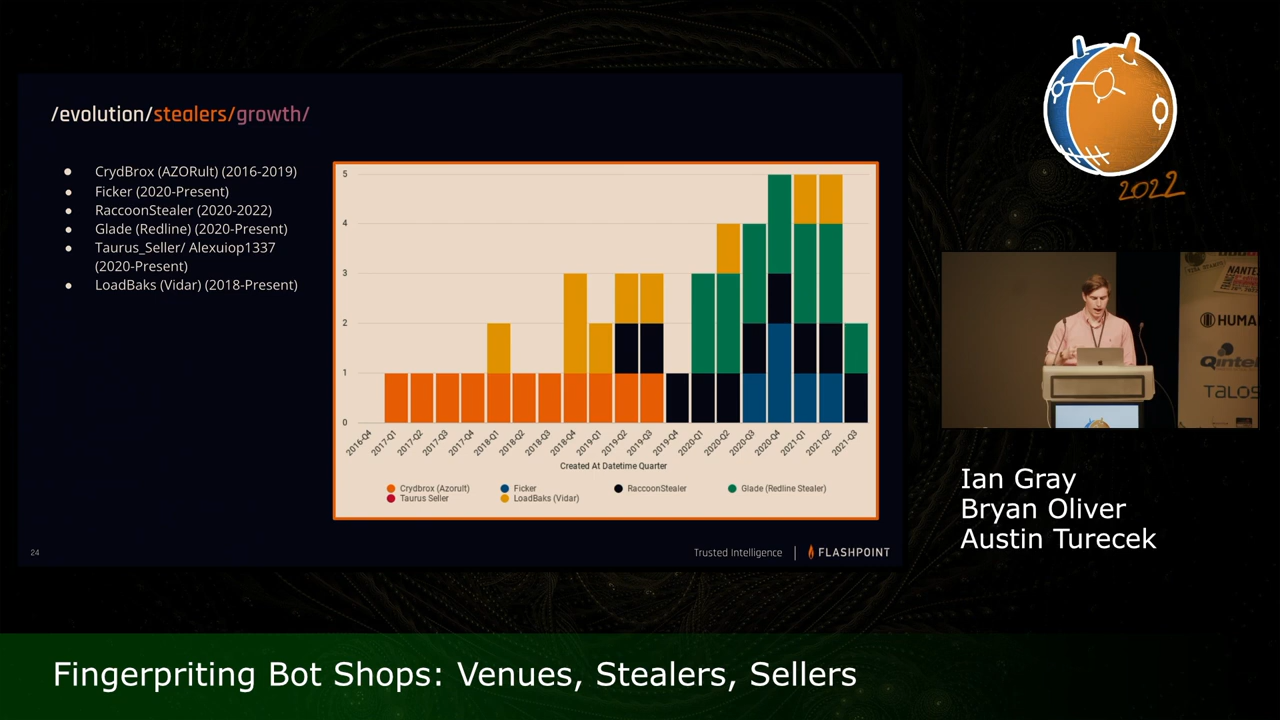 /evolution/stealers/growth/
● CrydBrox (AZORult) (2016-2019)
● Ficker (2020-Present)
● RaccoonStealer (2020-2022)
● Glade (Redline) (2020-Present)
● Taurus_Seller/ Alexuiop1337
(2020-Present)
● LoadBaks (Vidar) (2018-Present)
5
4
3
2
1
0
2016-Q4 2017-Q1 2017-Q2 2017-Q3 2017-Q4 2018-Q1 2018-Q2 2018-Q3 2018-Q4 2019-Q1 2019-Q2 2019-Q3 2019-Q4 2020-Q1 2020-Q2 2020-Q3 2020-Q4 2021-Q1 2021-Q2 2021-Q3
Created At Datetime Quarter
Crydbrox (Azorult) Ficker RaccoonStealer Glade (Redline Stealer)
Taurus Seller LoadBaks (Vidar)
24
Trusted Intelligence | FLASHPOINT
2022
NANTE
HUMA
Qintel
TALOS
Ian Gray
Bryan Oliver
Austin Turecek
Fingerpriting Bot Shops: Venues, Stealers, Sellers